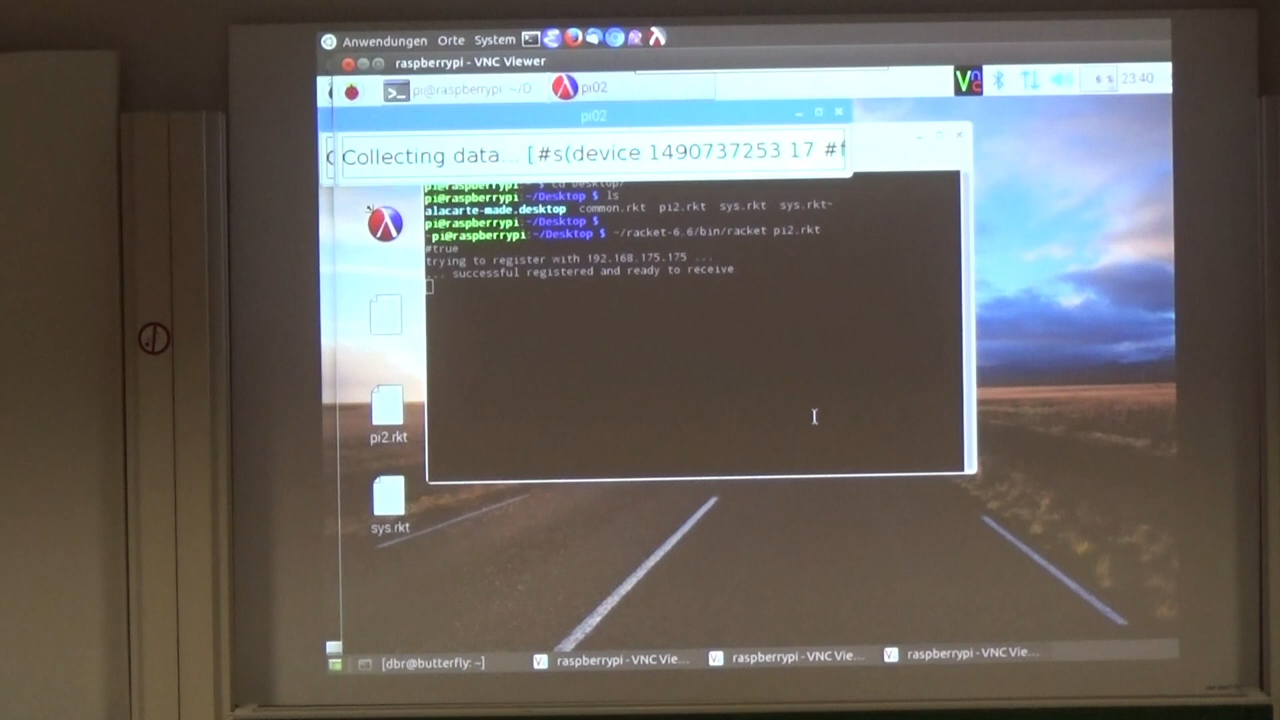 Anwendungen Orte System
raspberrypi - VNC Viewer
pi@raspberrypi: ~/D pi02 23:40
pi02
Collecting data... [#s(device 1490737253 17 #f
pi@raspberrypi:~ $ cd Desktop/
pi@raspberrypi:~/Desktop $ ls
alacarte-made.desktop common.rkt pi2.rkt sys.rkt sys.rkt~
pi@raspberrypi:~/Desktop $
pi@raspberrypi:~/Desktop $ ~/racket-6.6/bin/racket pi2.rkt
#true
trying to register with 192.168.175.175 ...
... successful registered and ready to receive
pi2.rkt
sys.rkt
[dbr@butterfly: ~] raspberrypi - VNC Vie... raspberrypi - VNC Vie... raspberrypi - VNC Vie...